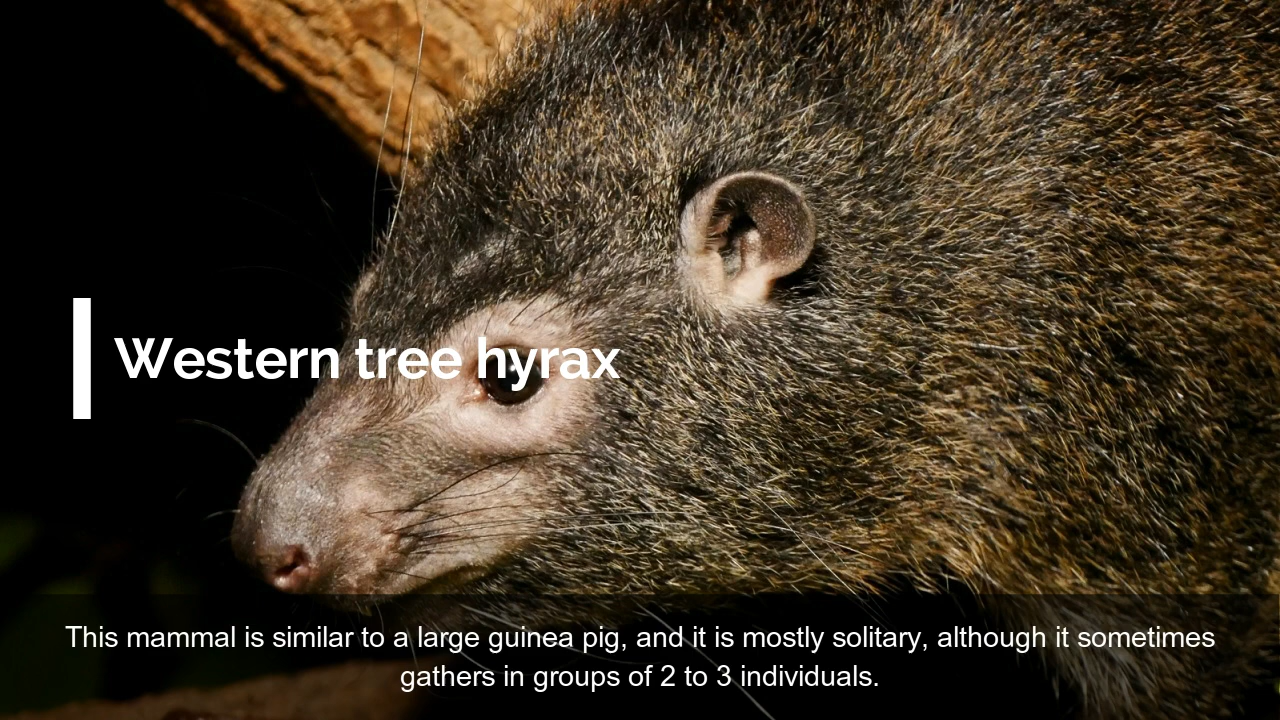 Western tree hyrax
This mammal is similar to a large guinea pig, and it is mostly solitary, although it sometimes
gathers in groups of 2 to 3 individuals.